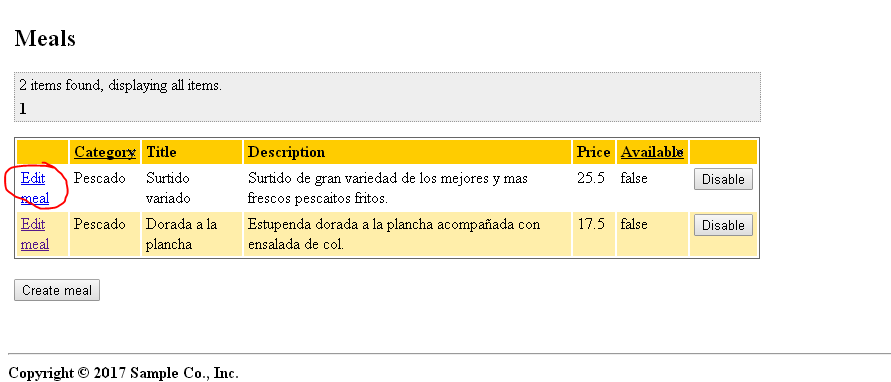 Meals
2 items found, displaying all items.
1
Category Title Description Price Available
Edit meal Pescado Surtido variado Surtido de gran variedad de los mejores y mas frescos pescaitos fritos. 25.5 false Disable
Edit meal Pescado Dorada a la plancha Estupenda dorada a la plancha acompañada con ensalada de col. 17.5 false Disable
Create meal
Copyright © 2017 Sample Co., Inc.